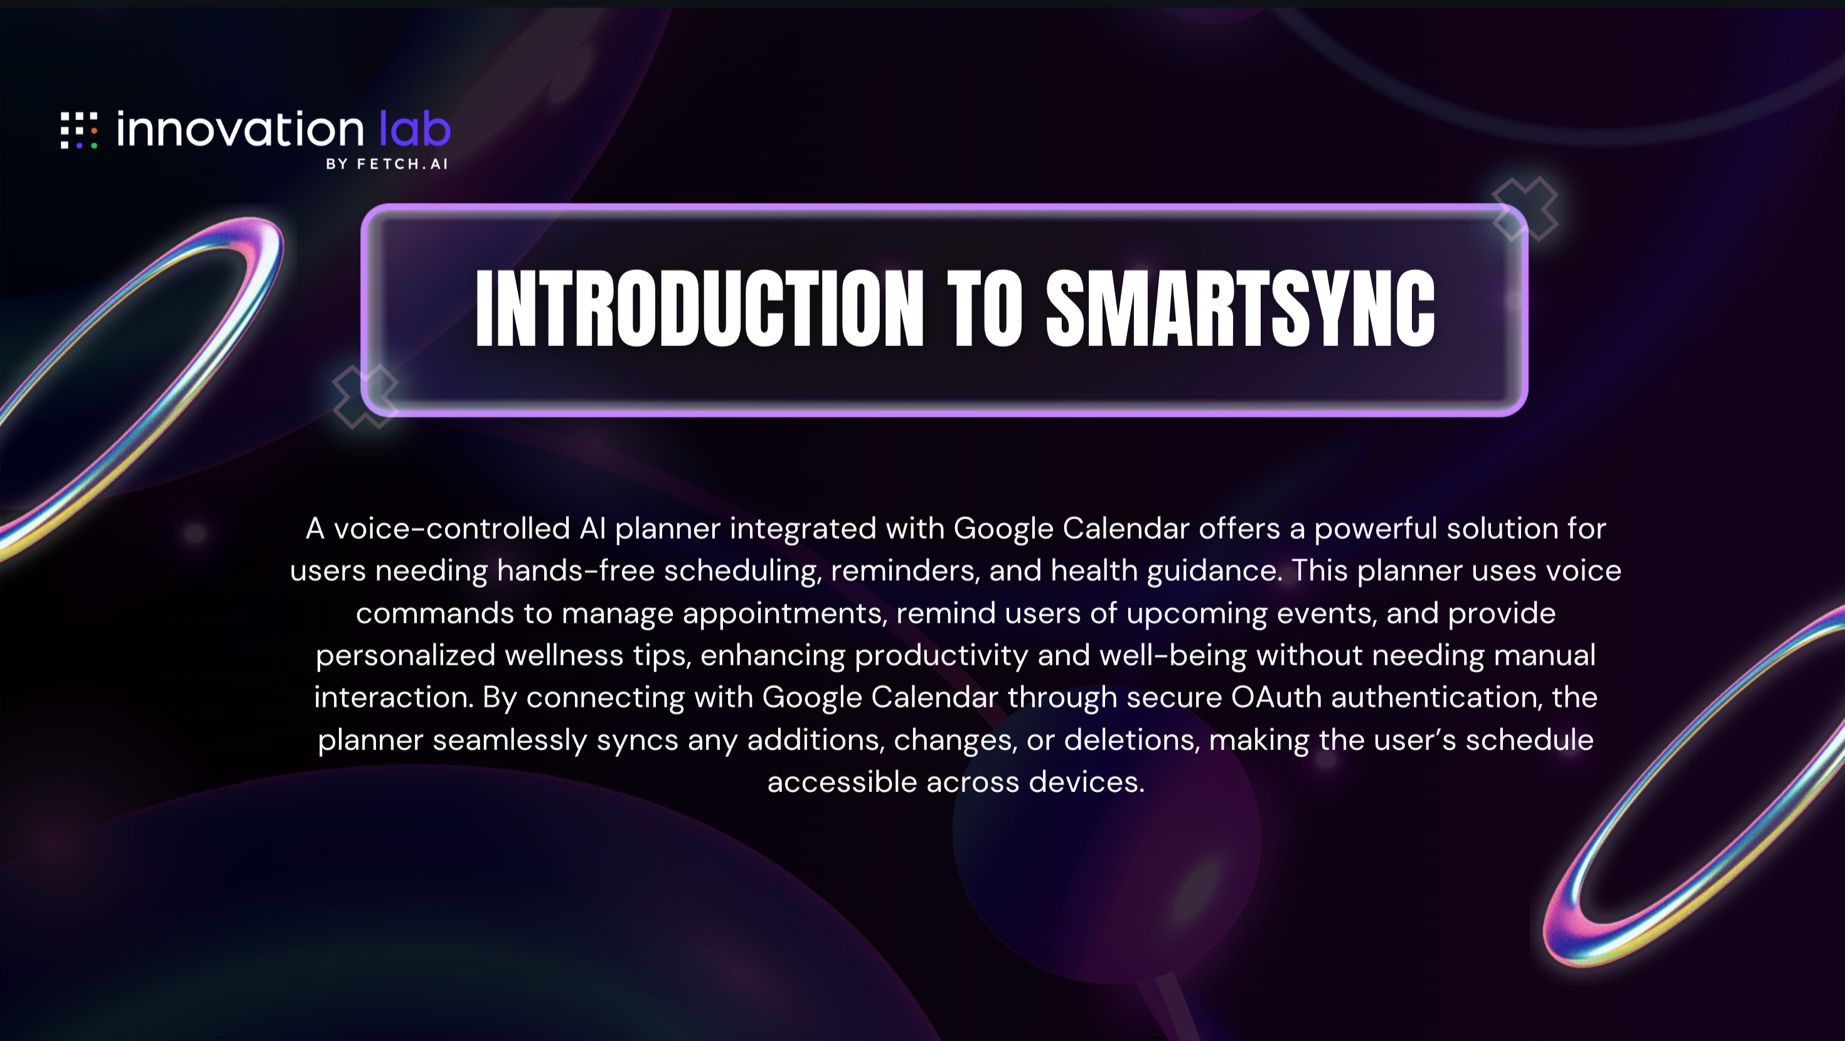 innovation lab
BY FETCH.AI
INTRODUCTION TO SMARTSYNC
A voice-controlled AI planner integrated with Google Calendar offers a powerful solution for
users needing hands-free scheduling, reminders, and health guidance. This planner uses voice
commands to manage appointments, remind users of upcoming events, and provide
personalized wellness tips, enhancing productivity and well-being without needing manual
interaction. By connecting with Google Calendar through secure OAuth authentication, the
planner seamlessly syncs any additions, changes, or deletions, making the user’s schedule
accessible across devices.